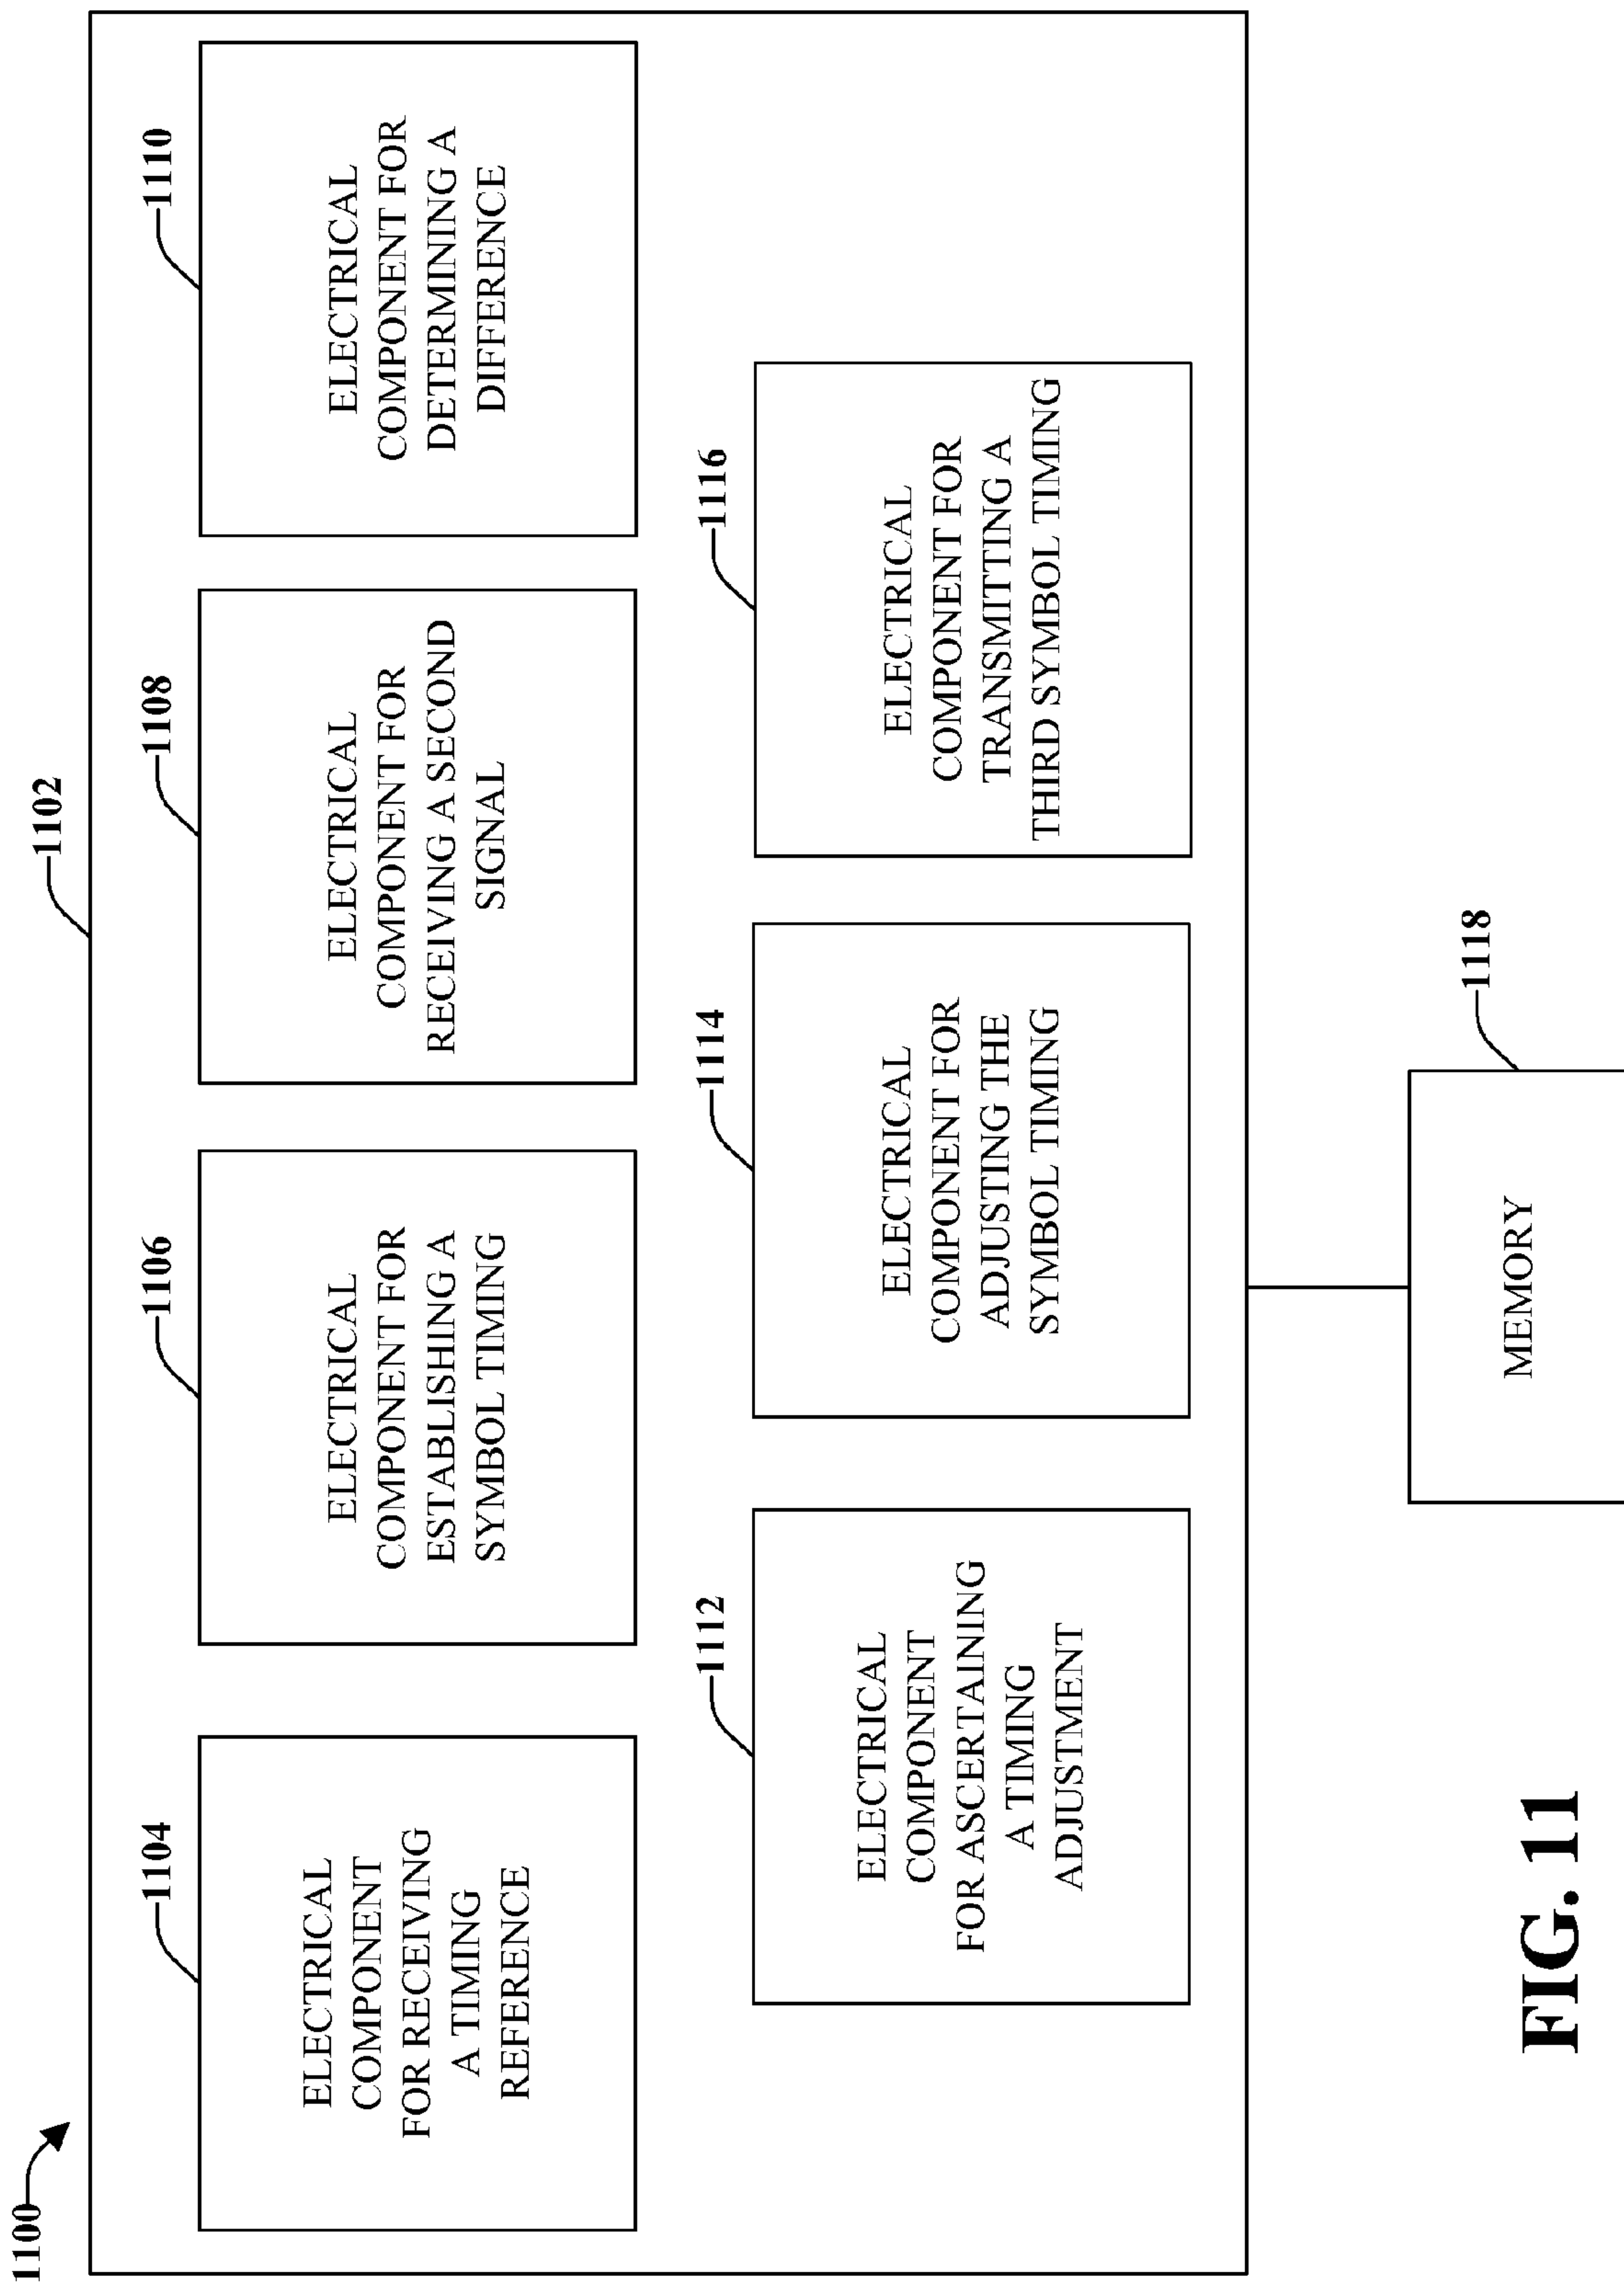 1100
1102
1104
ELECTRICAL
COMPONENT
FOR RECEIVING
A TIMING
REFERENCE
1106
ELECTRICAL
COMPONENT FOR
ESTABLISHING A
SYMBOL TIMING
1108
ELECTRICAL
COMPONENT FOR
RECEIVING A SECOND
SIGNAL
1110
ELECTRICAL
COMPONENT FOR
DETERMINING A
DIFFERENCE
1112
ELECTRICAL
COMPONENT
FOR ASCERTAINING
A TIMING
ADJUSTMENT
1114
ELECTRICAL
COMPONENT FOR
ADJUSTING THE
SYMBOL TIMING
1116
ELECTRICAL
COMPONENT FOR
TRANSMITTING A
THIRD SYMBOL TIMING
1118
MEMORY
FIG. 11